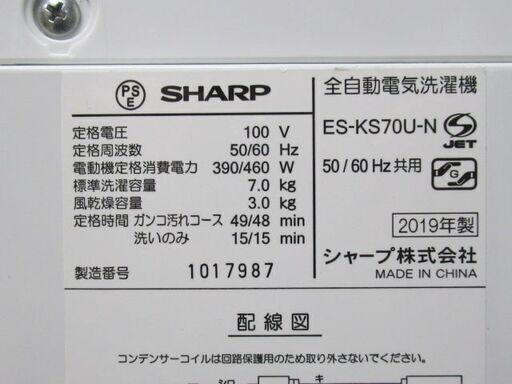 PS E SHARP
全自動電気洗濯機
定格電圧 100 V
ES-KS70U-N S JET
定格周波数 50/60 Hz
電動機定格消費電力 390/460 W
50/60 Hz 共用 G
標準洗濯容量 7.0 kg
風乾燥容量 3.0 kg
定格時間 ガンコ汚れコース 49/48 min
2019年製
洗いのみ 15/15 min
シャープ株式会社
製造番号 1017987
MADE IN CHINA
配線図
コンデンサーコイルは回路保護用のため取り外さないでください
シロ キ